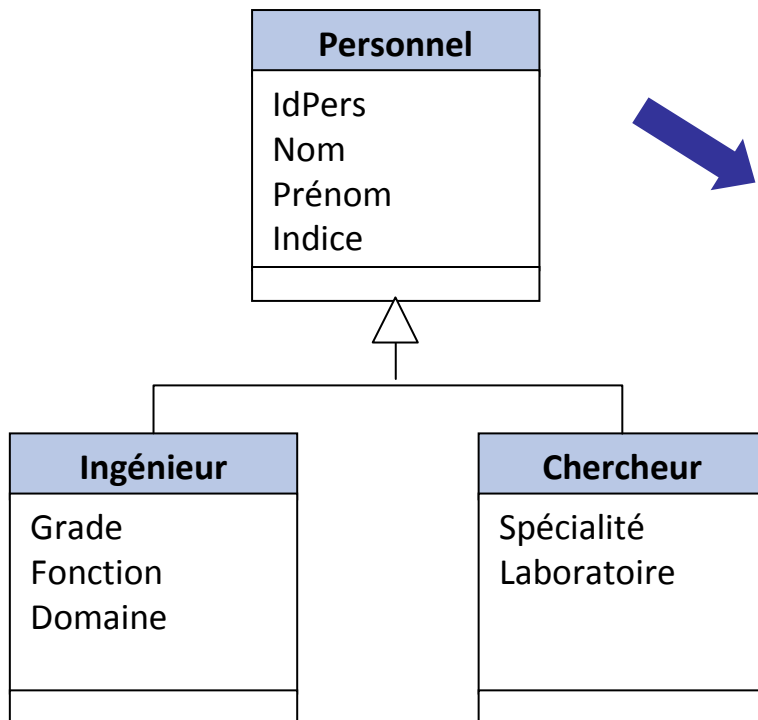 Personnel
IdPers
Nom
Prénom
Indice
Ingénieur
Grade
Fonction
Domaine
Chercheur
Spécialité
Laboratoire